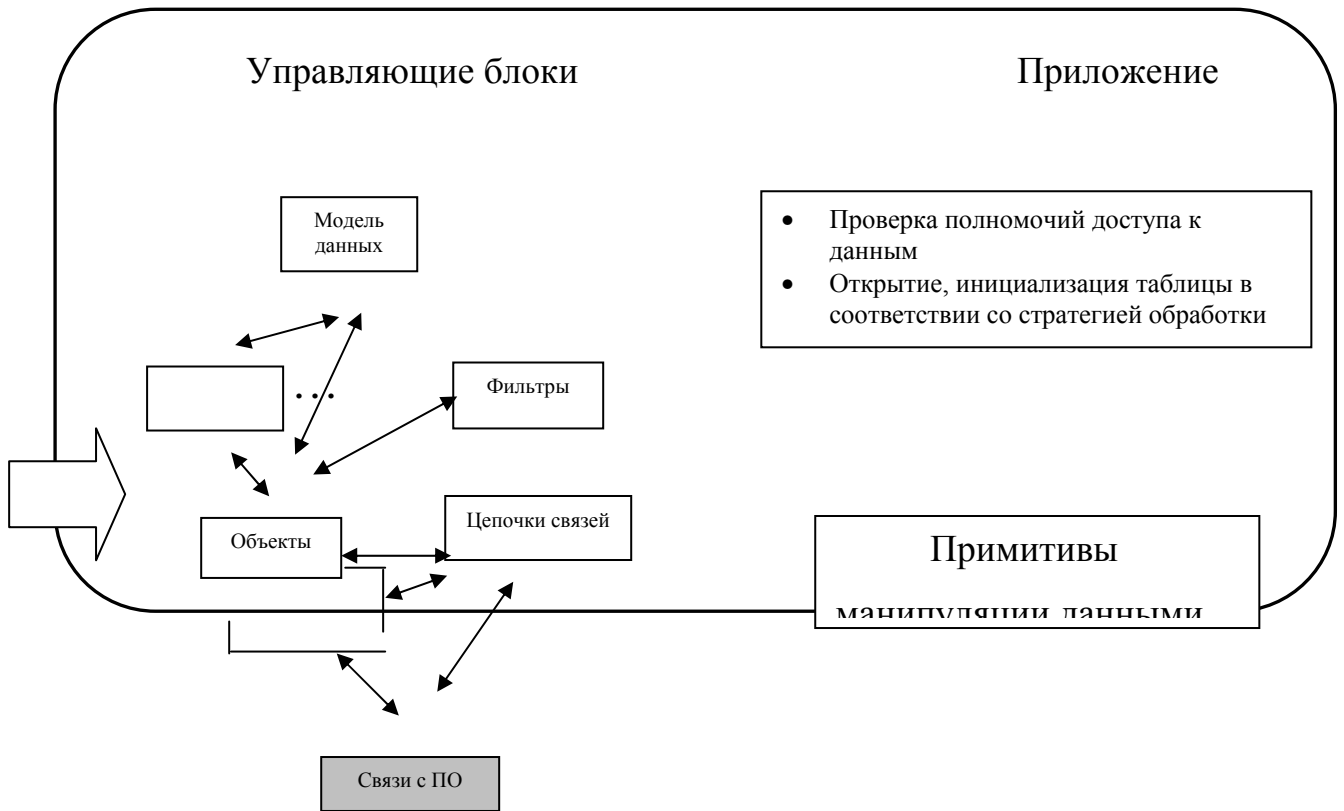 Управляющие блоки
Приложение
Модель
данных
• Проверка полномочий доступа к
данным
• Открытие, инициализация таблицы в
соответствии со стратегией обработки
...
Фильтры
Объекты
Цепочки связей
Примитивы
манипуляции данными
Связи с ПО